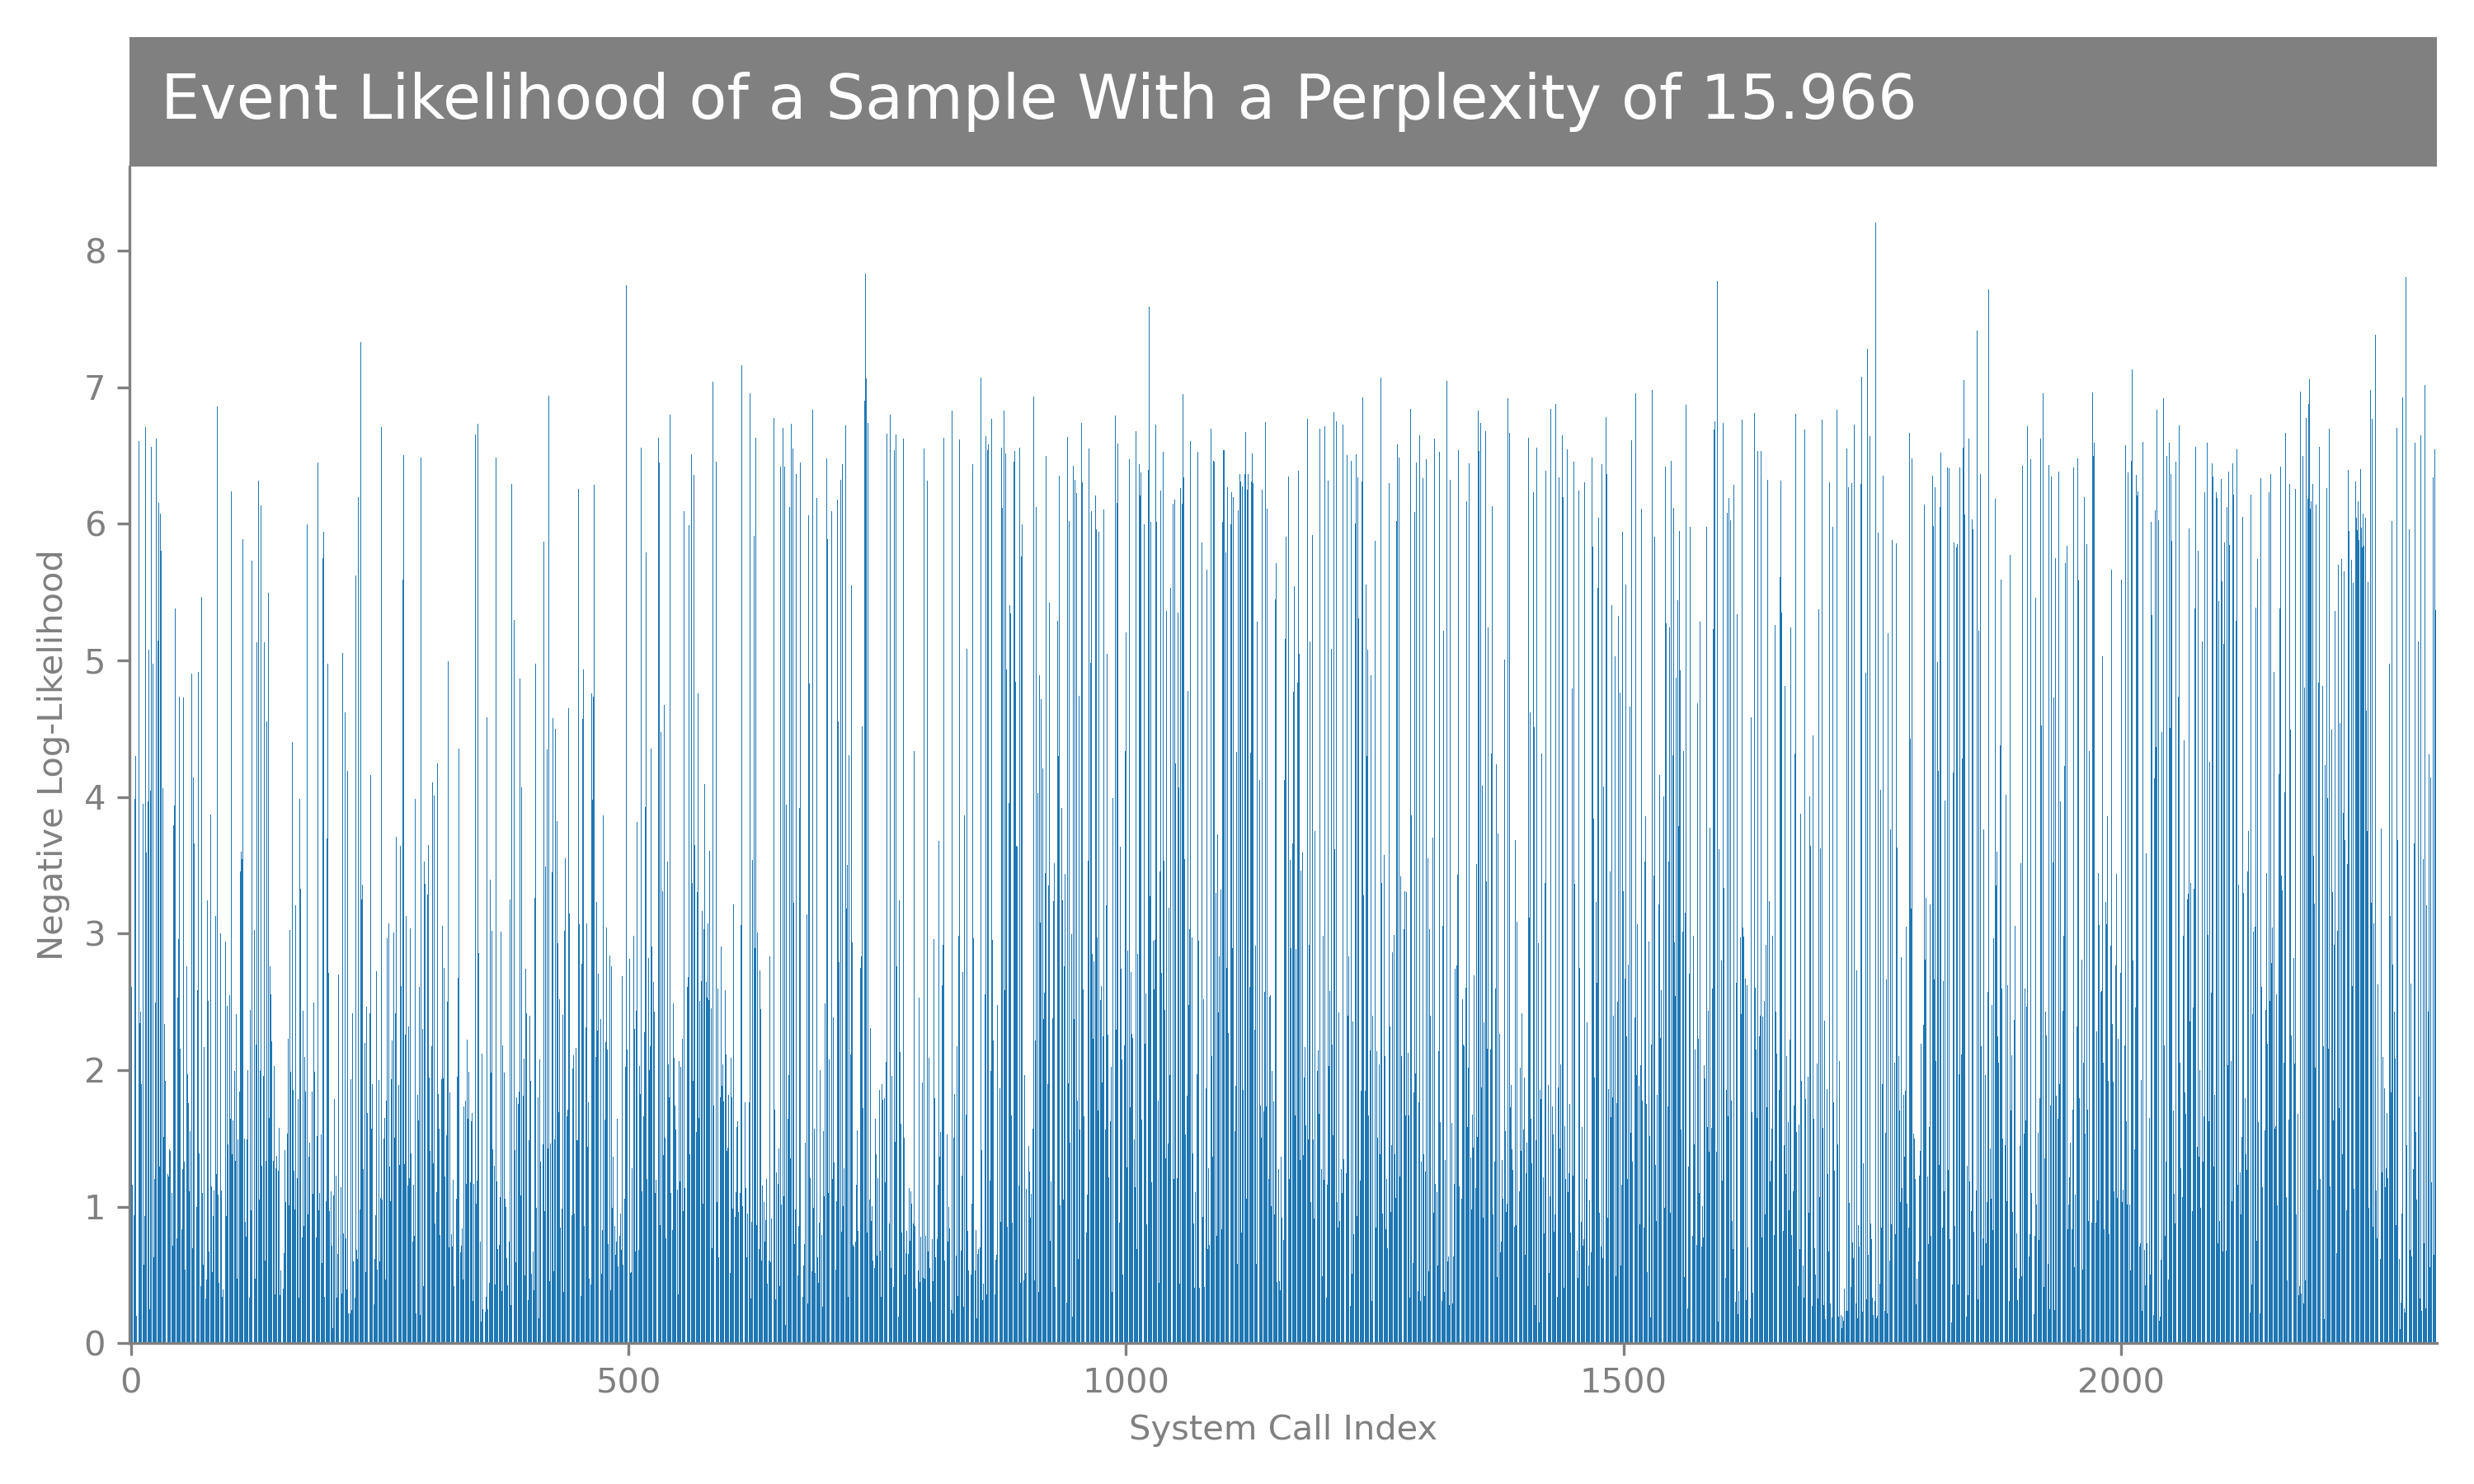 Event Likelihood of a Sample With a Perplexity of 15.966
8
7
6
5
4
3
2
1
0
Negative Log-Likelihood
0 500 1000 1500 2000
System Call Index